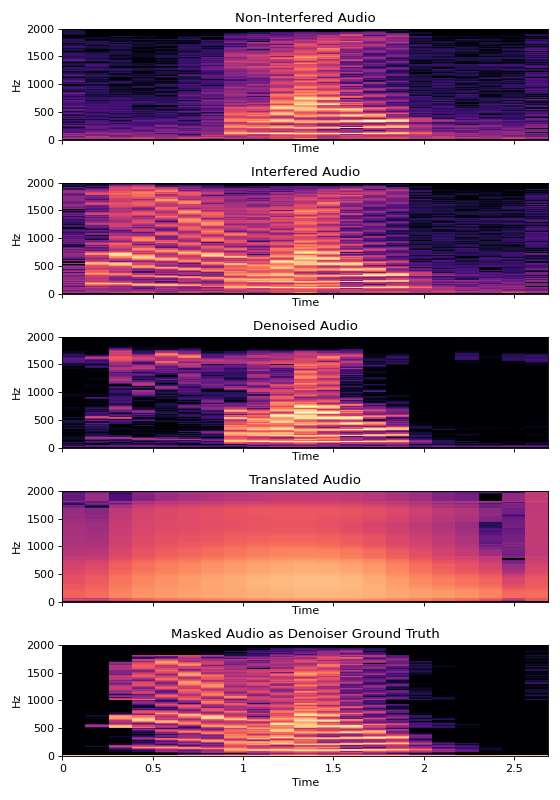 Non-Interfered Audio
2000
1500
1000
500
0
Hz
Time
Interfered Audio
2000
1500
1000
500
0
Hz
Time
Denoised Audio
2000
1500
1000
500
0
Hz
Time
Translated Audio
2000
1500
1000
500
0
Hz
Time
Masked Audio as Denoiser Ground Truth
2000
1500
1000
500
0
Hz
0 0.5 1 1.5 2 2.5
Time